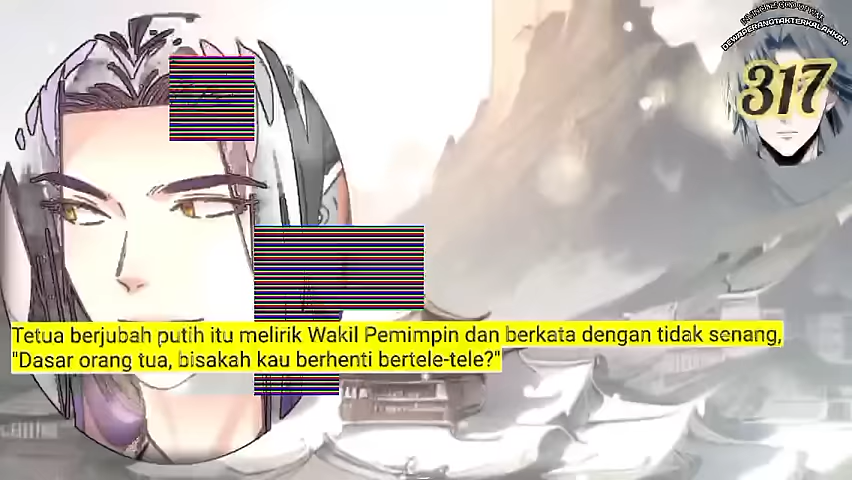 DEWAPERANGTAKTERKALAHKAN
317
Tetua berjubah putih itu melirik Wakil Pemimpin dan berkata dengan tidak senang,
"Dasar orang tua, bisakah kau berhenti bertele-tele?"